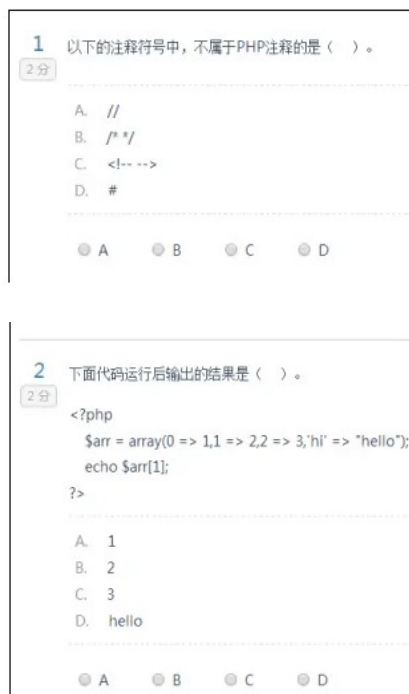 1 以下的注释符号中，不属于PHP注释的是（ ）。
2 分
A. //
B. /* */
C. <!-- -->
D. #
A B C D
2 下面代码运行后输出的结果是（ ）。
2 分
<?php
$arr = array(0 => 1,1 => 2,2 => 3,'hi' => "hello");
echo $arr[1];
?>
A. 1
B. 2
C. 3
D. hello
A B C D